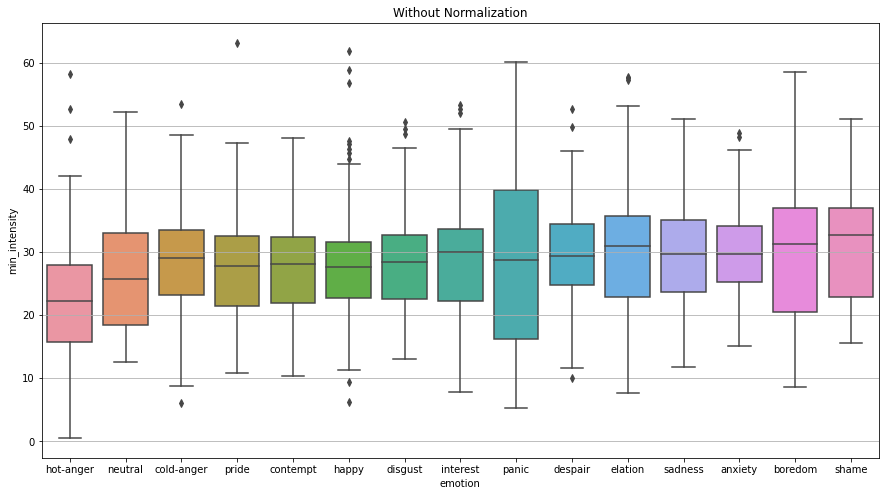 Without Normalization
min_intensity
60
50
40
30
20
10
0
hot-anger neutral cold-anger pride contempt happy disgust interest panic despair elation sadness anxiety boredom shame
emotion